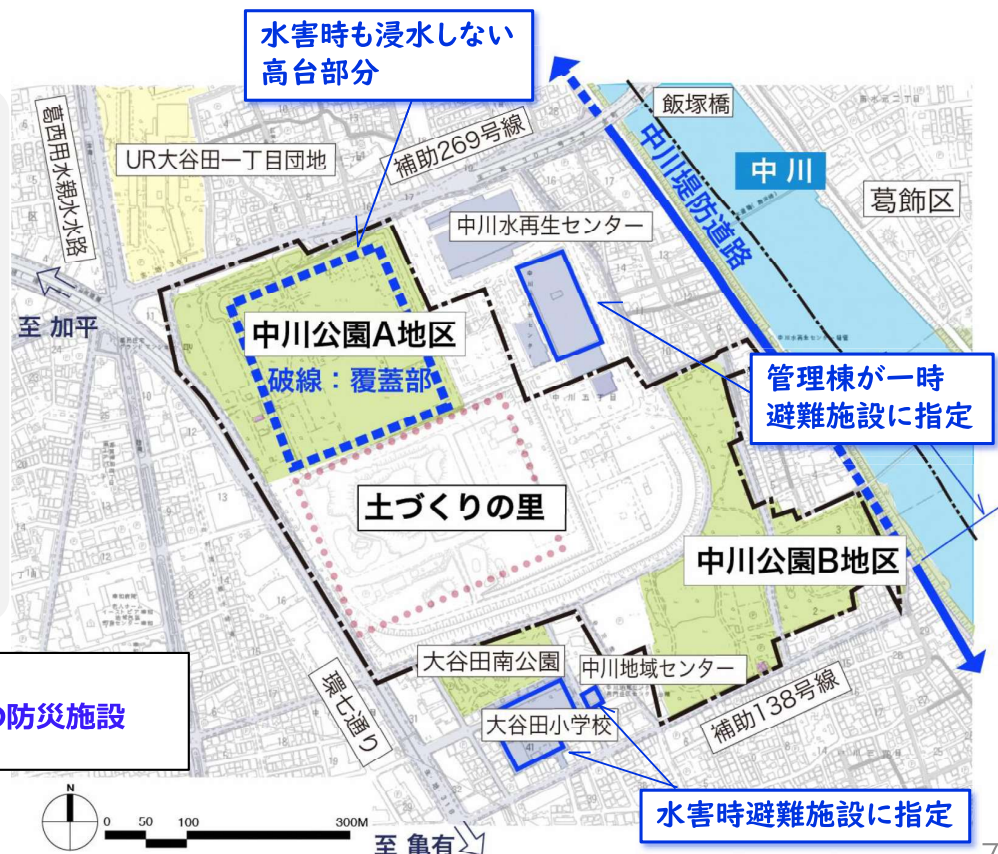 水害時も浸水しない
高台部分
飯塚橋
葛西用水親水水路
UR大谷田一丁目団地
補助269号線
中川堤防道路
中川
葛飾区
中川水再生センター
至 加平
中川公園A地区
破線：覆蓋部
管理棟が一時
避難施設に指定
中川五丁目
土づくりの里
中川公園B地区
大谷田南公園
中川地域センター
環七通り
大谷田小学校
補助138号線
の防災施設
水害時避難施設に指定
N
0 50 100 300M
至 亀有
7